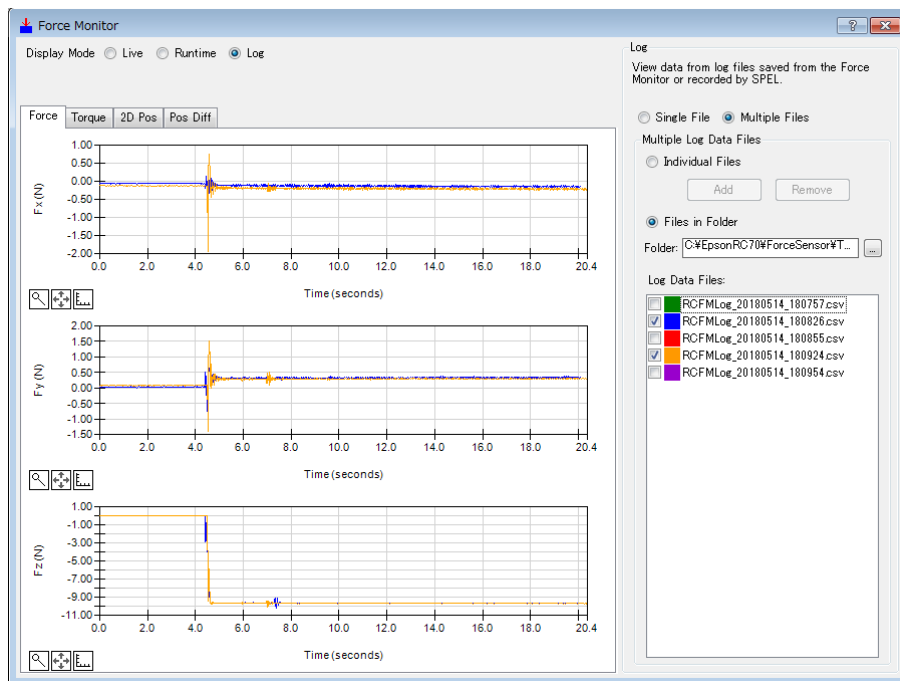 Force Monitor
?
Display Mode Live Runtime Log
Force Torque 2D Pos Pos Diff
1.00
0.50
0.00
-0.50
-1.00
-1.50
-2.00
Fx (N)
0.0 2.0 4.0 6.0 8.0 10.0 12.0 14.0 16.0 18.0 20.4
Time (seconds)
2.00
1.50
1.00
0.50
0.00
-0.50
-1.00
-1.50
Fy (N)
0.0 2.0 4.0 6.0 8.0 10.0 12.0 14.0 16.0 18.0 20.4
Time (seconds)
1.00
-1.00
-3.00
-5.00
-7.00
-9.00
-11.00
Fz (N)
0.0 2.0 4.0 6.0 8.0 10.0 12.0 14.0 16.0 18.0 20.4
Time (seconds)
Log
View data from log files saved from the Force
Monitor or recorded by SPEL.
Single File Multiple Files
Multiple Log Data Files
Individual Files
Add Remove
Files in Folder
Folder: C:¥EpsonRC70¥ForceSensor¥T... ...
Log Data Files:
RCFMLog_20180514_180757.csv
RCFMLog_20180514_180826.csv
RCFMLog_20180514_180855.csv
RCFMLog_20180514_180924.csv
RCFMLog_20180514_180954.csv